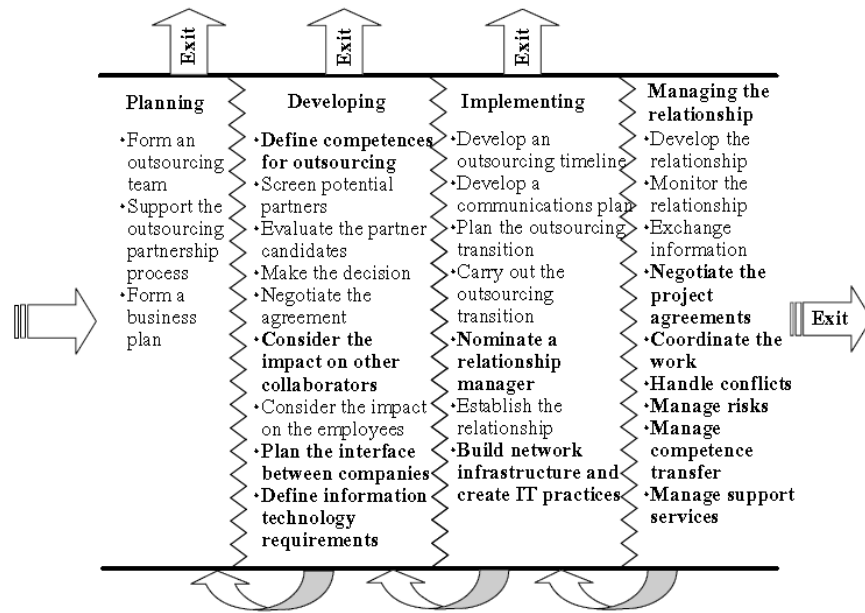 Exit
Exit
Exit
Planning
•Form an
outsourcing
team
•Support the
outsourcing
partnership
process
•Form a
business
plan
Developing
•Define competences
for outsourcing
•Screen potential
partners
•Evaluate the partner
candidates
•Make the decision
•Negotiate the
agreement
•Consider the
impact on other
collaborators
•Consider the impact
on the employees
•Plan the interface
between companies
•Define information
technology
requirements
Implementing
•Develop an
outsourcing timeline
•Develop a
communications plan
•Plan the outsourcing
transition
•Carry out the
outsourcing
transition
•Nominate a
relationship
manager
•Establish the
relationship
•Build network
infrastructure and
create IT practices
Managing the
relationship
•Develop the
relationship
•Monitor the
relationship
•Exchange
information
•Negotiate the
project
agreements
•Coordinate the
work
•Handle conflicts
•Manage risks
•Manage
competence
transfer
•Manage support
services
Exit